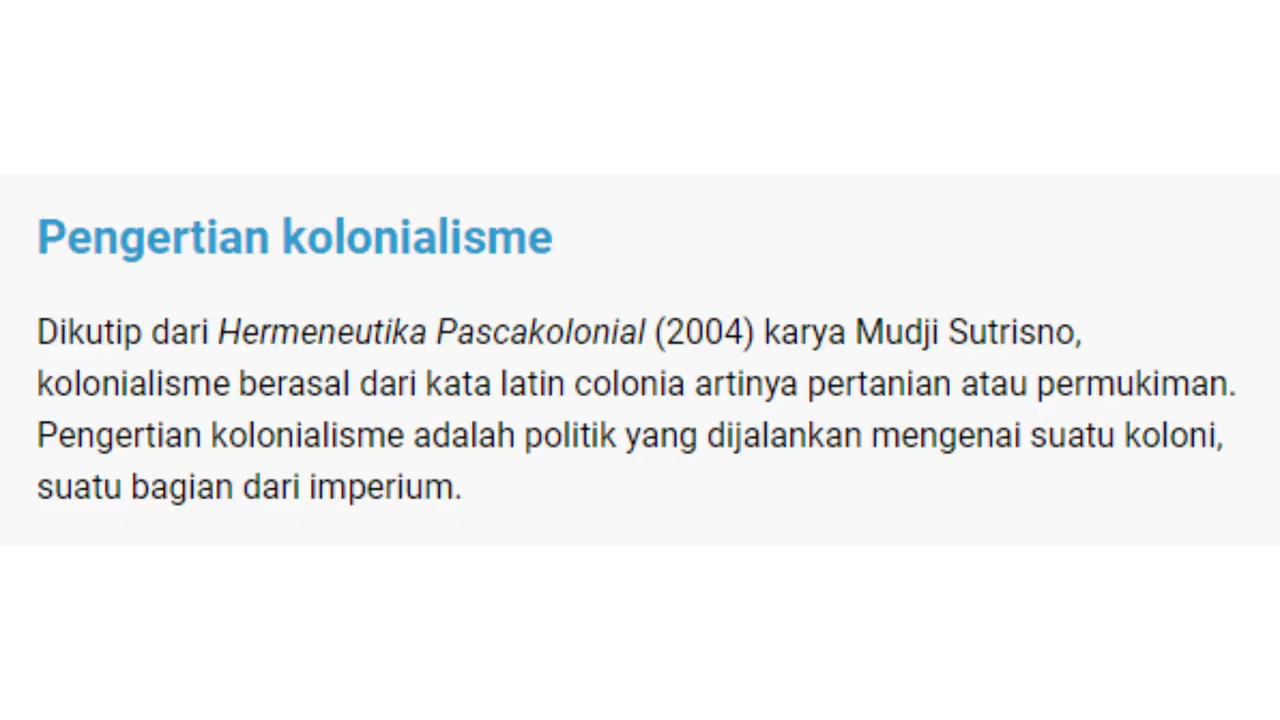 Pengertian kolonialisme
Dikutip dari Hermeneutika Pascakolonial (2004) karya Mudji Sutrisno,
kolonialisme berasal dari kata latin colonia artinya pertanian atau permukiman.
Pengertian kolonialisme adalah politik yang dijalankan mengenai suatu koloni,
suatu bagian dari imperium.